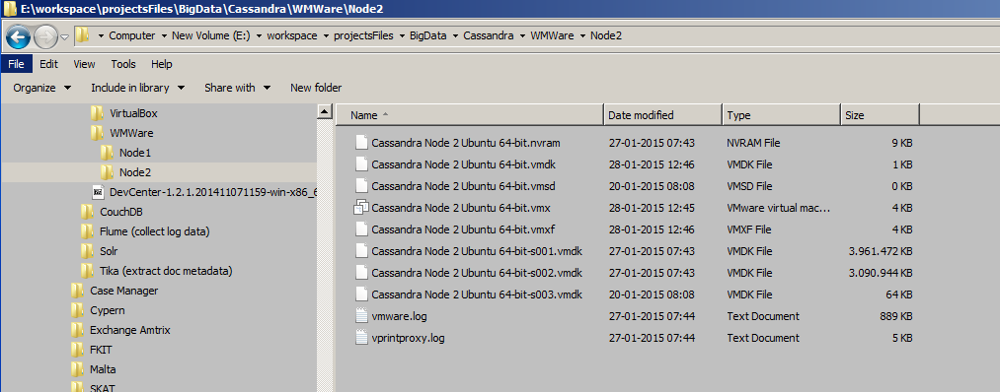 E:\workspace\projectsFiles\BigData\Cassandra\WMWare\Node2
Computer New Volume (E:) workspace projectsFiles BigData Cassandra WMWare Node2
File Edit View Tools Help
Organize Include in library Share with New folder
VirtualBox
WMWare
Node1
Node2
DevCenter-1.2.1.201411071159-win-x86_6
CouchDB
Flume (collect log data)
Solr
Tika (extract doc metadata)
Case Manager
Cypern
Exchange Amtrix
FKIT
Malta
SKAT
Name Date modified Type Size
Cassandra Node 2 Ubuntu 64-bit.nvram 27-01-2015 07:43 NVRAM File 9 KB
Cassandra Node 2 Ubuntu 64-bit.vmdk 28-01-2015 12:46 VMDK File 1 KB
Cassandra Node 2 Ubuntu 64-bit.vmsd 20-01-2015 08:08 VMSD File 0 KB
Cassandra Node 2 Ubuntu 64-bit.vmx 28-01-2015 12:45 VMware virtual mac... 4 KB
Cassandra Node 2 Ubuntu 64-bit.vmxf 28-01-2015 12:46 VMXF File 4 KB
Cassandra Node 2 Ubuntu 64-bit-s001.vmdk 27-01-2015 07:43 VMDK File 3.961.472 KB
Cassandra Node 2 Ubuntu 64-bit-s002.vmdk 27-01-2015 07:43 VMDK File 3.090.944 KB
Cassandra Node 2 Ubuntu 64-bit-s003.vmdk 20-01-2015 08:08 VMDK File 64 KB
vmware.log 27-01-2015 07:44 Text Document 889 KB
vprintproxy.log 27-01-2015 07:44 Text Document 5 KB